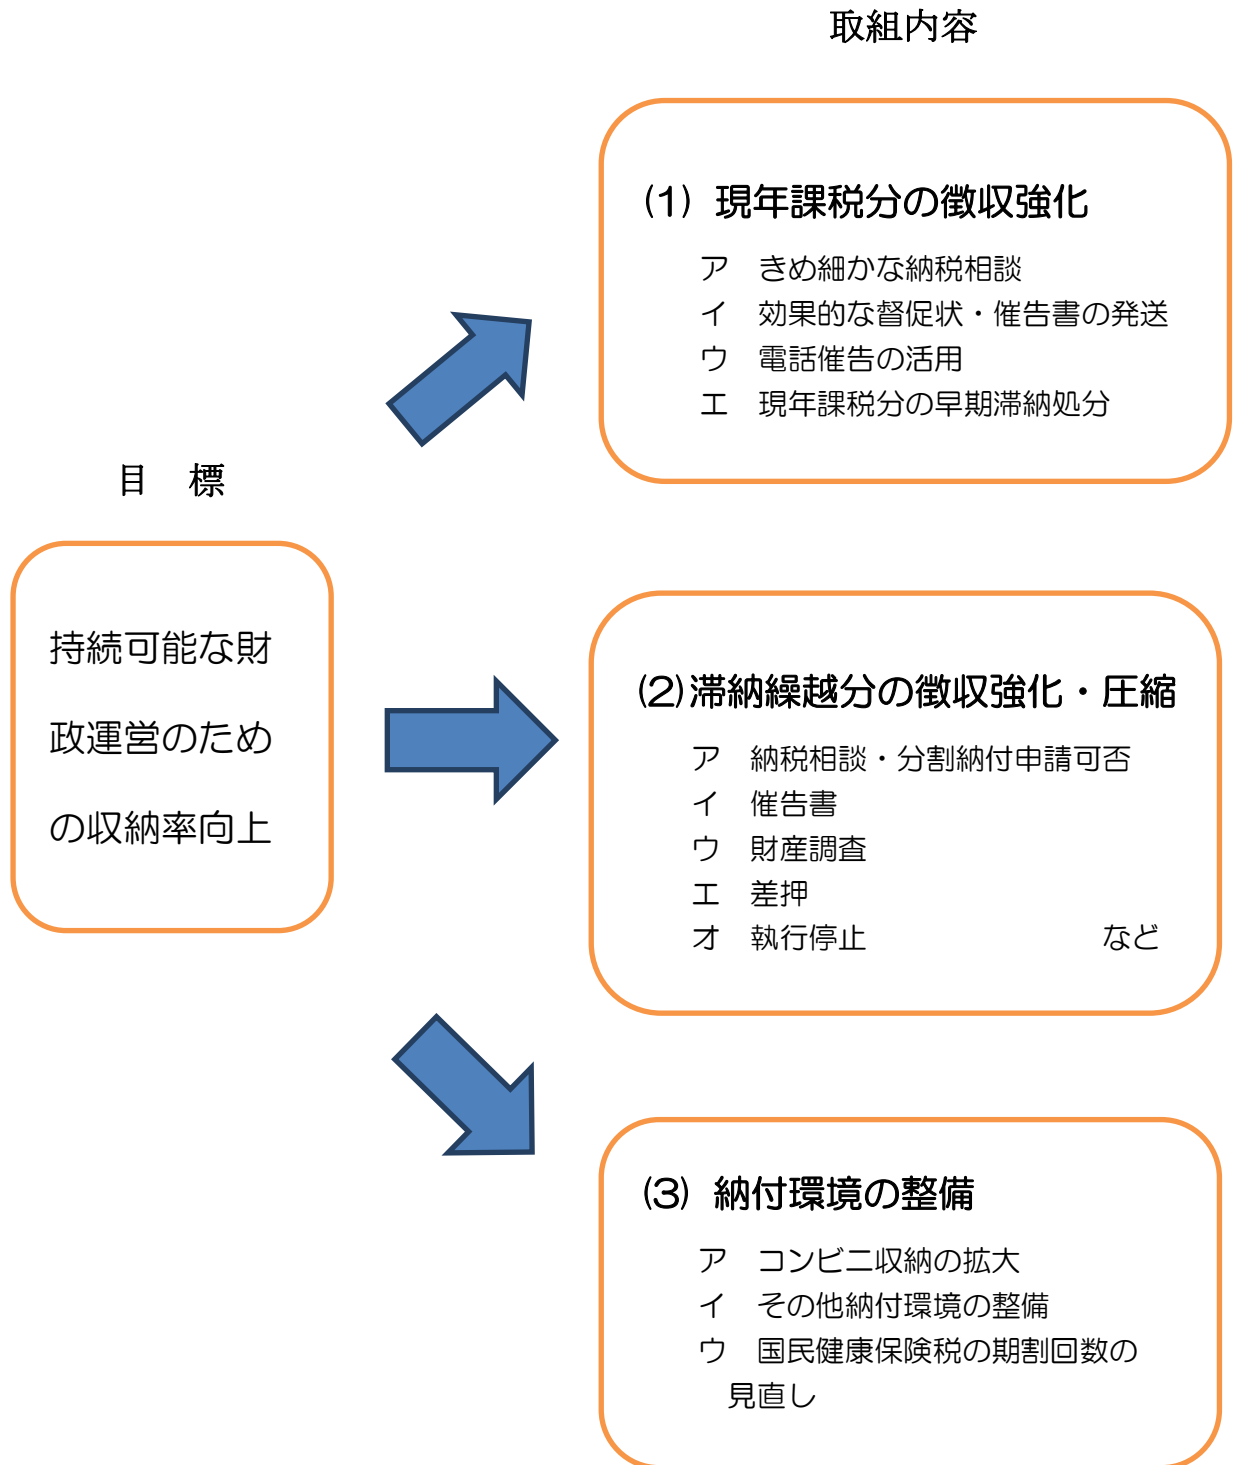 取組内容
(1) 現年課税分の徴収強化
ア　きめ細かな納税相談
イ　効果的な督促状・催告書の発送
ウ　電話催告の活用
エ　現年課税分の早期滞納処分
目　標
持続可能な財
政運営のため
の収納率向上
(2)滞納繰越分の徴収強化・圧縮
ア　納税相談・分割納付申請可否
イ　催告書
ウ　財産調査
エ　差押
オ　執行停止　　　　　　　　など
(3) 納付環境の整備
ア　コンビニ収納の拡大
イ　その他納付環境の整備
ウ　国民健康保険税の期割回数の
見直し